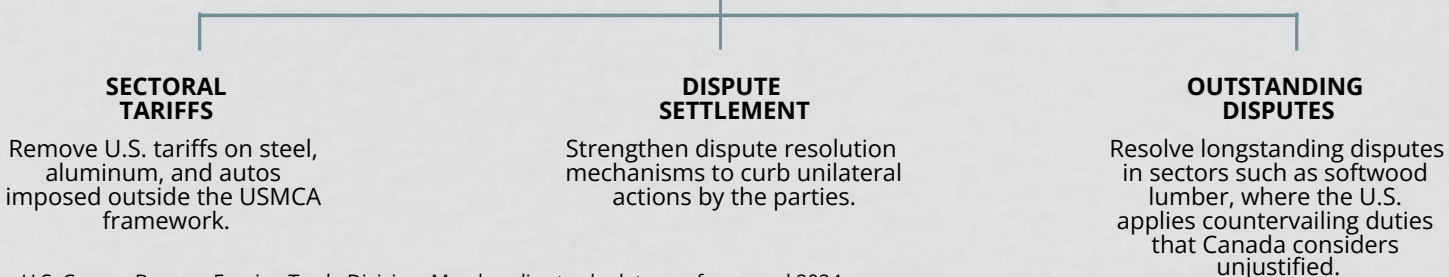 SECTORAL
TARIFFS
Remove U.S. tariffs on steel,
aluminum, and autos
imposed outside the USMCA
framework.
DISPUTE
SETTLEMENT
Strengthen dispute resolution
mechanisms to curb unilateral
actions by the parties.
OUTSTANDING
DISPUTES
Resolve longstanding disputes
in sectors such as softwood
lumber, where the U.S.
applies countervailing duties
that Canada considers
unjustified.